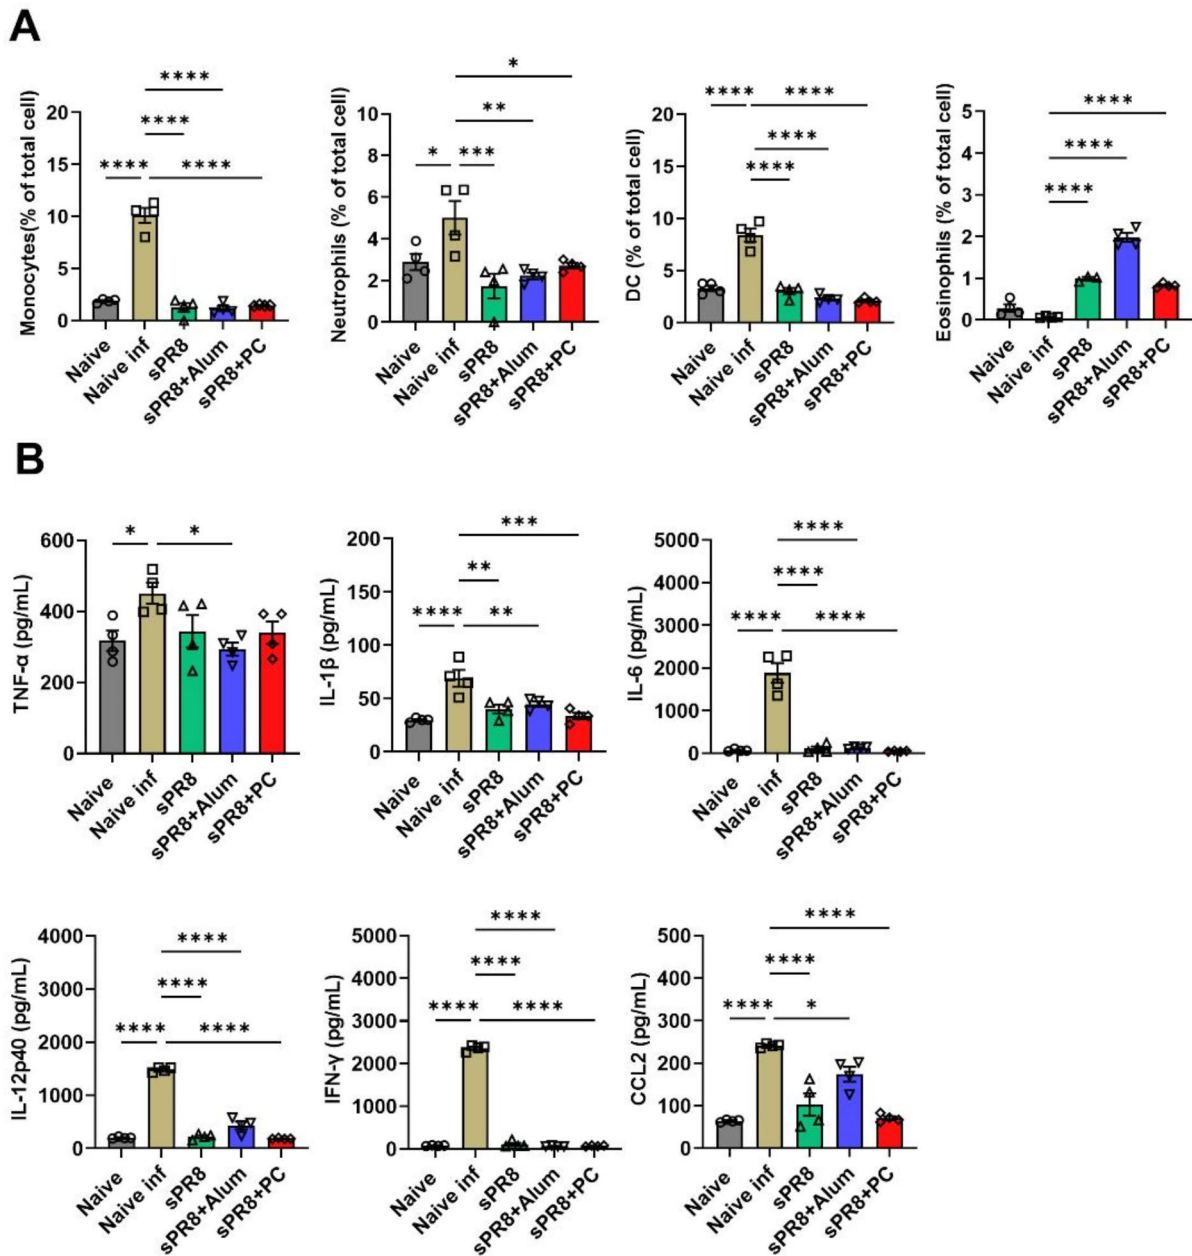 A
Monocytes(% of total cell)
20
15
10
5
0
****
****
**** ****
Naive
Naive inf
sPR8
sPR8+Alum
sPR8+PC
Neutrophils (% of total cell)
10
8
6
4
2
0
*
**
* ***
Naive
Naive inf
sPR8
sPR8+Alum
sPR8+PC
DC (% of total cell)
20
15
10
5
0
**** ****
****
****
Naive
Naive inf
sPR8
sPR8+Alum
sPR8+PC
Eosinophils (% of total cell)
5
4
3
2
1
0
****
****
****
Naive
Naive inf
sPR8
sPR8+Alum
sPR8+PC
B
TNF-α (pg/mL)
600
400
200
0
* *
Naive
Naive inf
sPR8
sPR8+Alum
sPR8+PC
IL-1β (pg/mL)
200
150
100
50
0
***
**
**** **
Naive
Naive inf
sPR8
sPR8+Alum
sPR8+PC
IL-6 (pg/mL)
5000
4000
3000
2000
1000
0
****
****
**** ****
Naive
Naive inf
sPR8
sPR8+Alum
sPR8+PC
IL-12p40 (pg/mL)
4000
3000
2000
1000
0
****
****
**** ****
Naive
Naive inf
sPR8
sPR8+Alum
sPR8+PC
IFN-γ (pg/mL)
5000
4000
3000
2000
1000
0
****
****
**** ****
Naive
Naive inf
sPR8
sPR8+Alum
sPR8+PC
CCL2 (pg/mL)
500
400
300
200
100
0
****
****
**** *
Naive
Naive inf
sPR8
sPR8+Alum
sPR8+PC